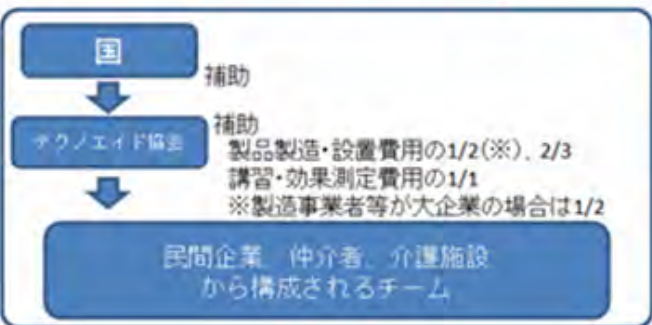 国
補助
テクノエイド協会
補助
製品製造・設置費用の1/2(※)、2/3
講習・効果測定費用の1/1
※製造事業者等が大企業の場合は1/2
民間企業、仲介者、介護施設
から構成されるチーム